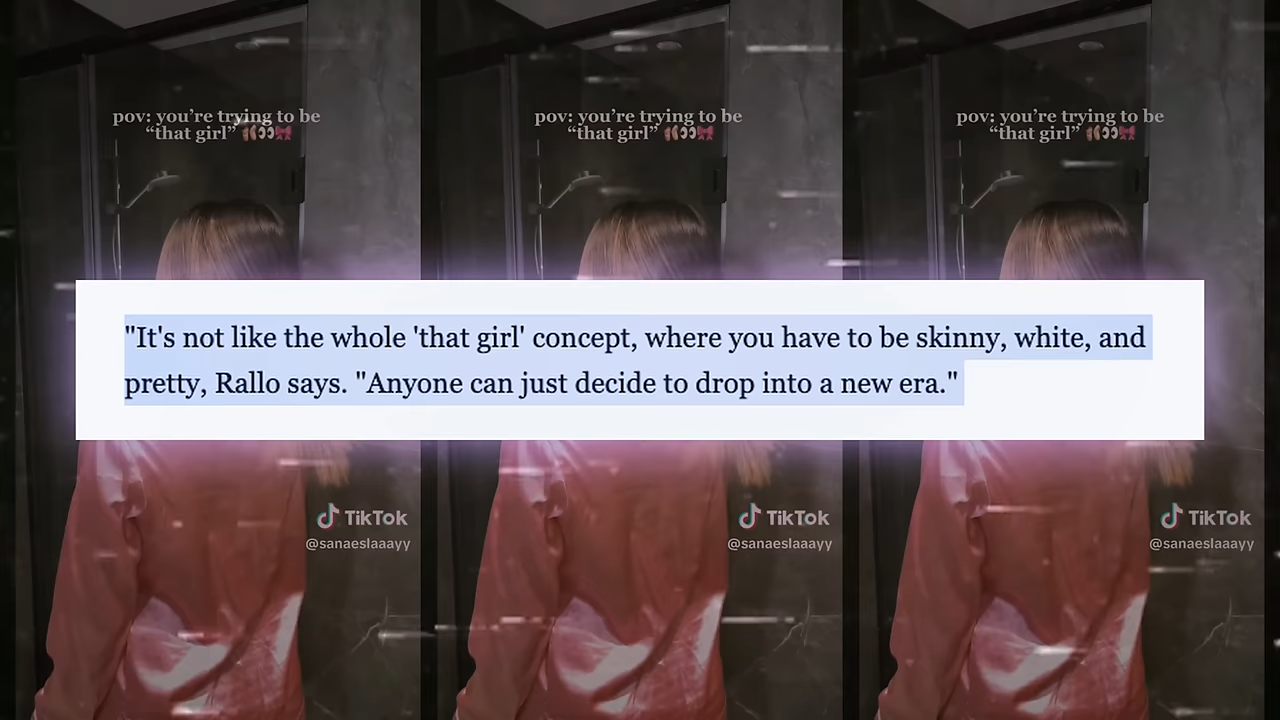 pov: you’re trying to be
“that girl” 🩰👀🎀
pov: you’re trying to be
“that girl” 🩰👀🎀
pov: you’re trying to be
“that girl” 🩰👀🎀
"It's not like the whole 'that girl' concept, where you have to be skinny, white, and
pretty, Rallo says. "Anyone can just decide to drop into a new era."
TikTok
@sanaeslaaayy
TikTok
@sanaeslaaayy
TikTok
@sanaeslaaayy